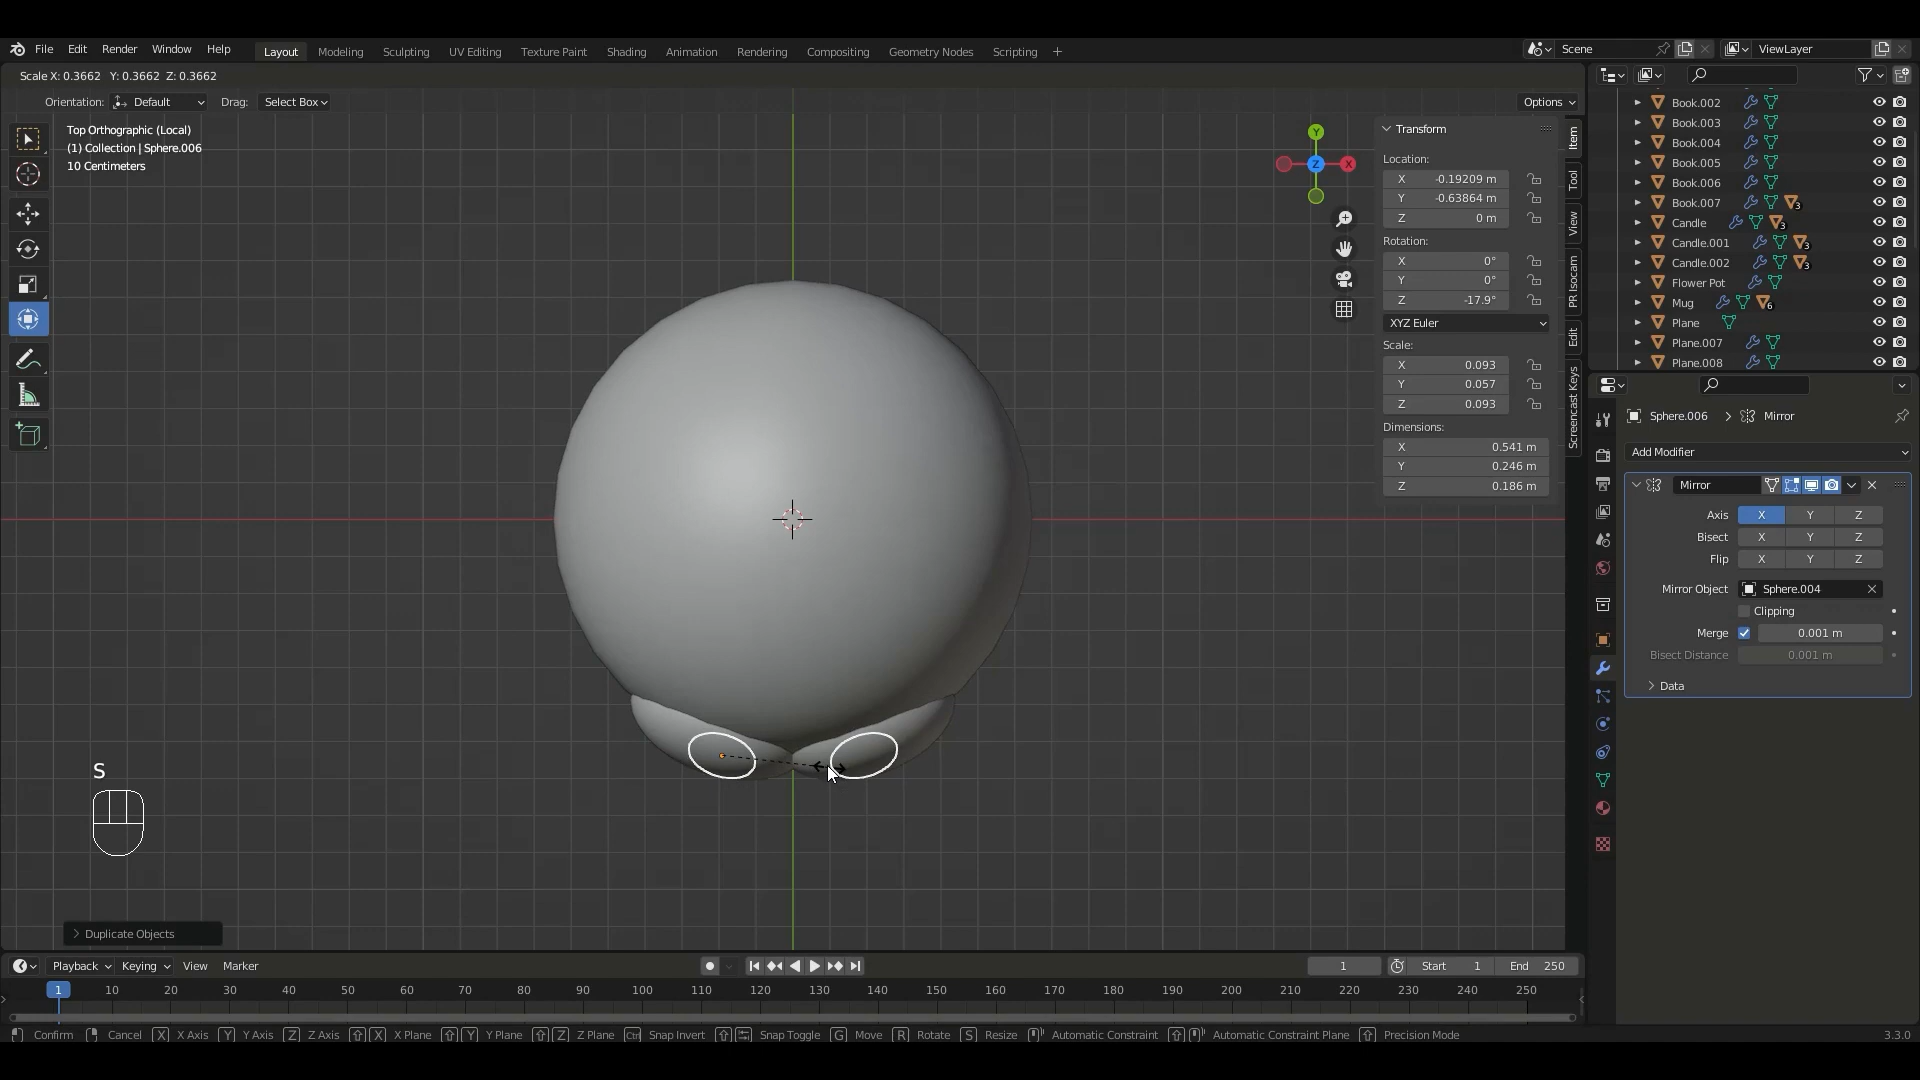 File Edit Render Window Help Layout Modeling Sculpting UV Editing Texture Paint Shading Animation Rendering Compositing Geometry Nodes Scripting + Scene ViewLayer
Scale X: 0.3662 Y: 0.3662 Z: 0.3662
Orientation: Default Drag: Select Box Options
Top Orthographic (Local)
(1) Collection | Sphere.006
10 Centimeters
Y
Z
X
Transform
Location:
X -0.19209 m
Y -0.63864 m
Z 0 m
Rotation:
X 0°
Y 0°
Z -17.9°
XYZ Euler
Scale:
X 0.093
Y 0.057
Z 0.093
Dimensions:
X 0.541 m
Y 0.246 m
Z 0.186 m
Item
Tool
View
PR Isocam
Edit
Screencast Keys
Book.002
Book.003
Book.004
Book.005
Book.006
Book.007 3
Candle 3
Candle.001 3
Candle.002 3
Flower Pot
Mug 6
Plane
Plane.007
Plane.008
Sphere.006 > Mirror
Add Modifier
Mirror
Axis X Y Z
Bisect X Y Z
Flip X Y Z
Mirror Object Sphere.004
Clipping
Merge 0.001 m
Bisect Distance 0.001 m
Data
S
Duplicate Objects
Playback Keying View Marker 1 Start 1 End 250
1 10 20 30 40 50 60 70 80 90 100 110 120 130 140 150 160 170 180 190 200 210 220 230 240 250
Confirm Cancel X X Axis Y Y Axis Z Z Axis X X Plane Y Y Plane Z Z Plane Ctrl Snap Invert Snap Toggle G Move R Rotate S Resize Automatic Constraint Automatic Constraint Plane Precision Mode 3.3.0